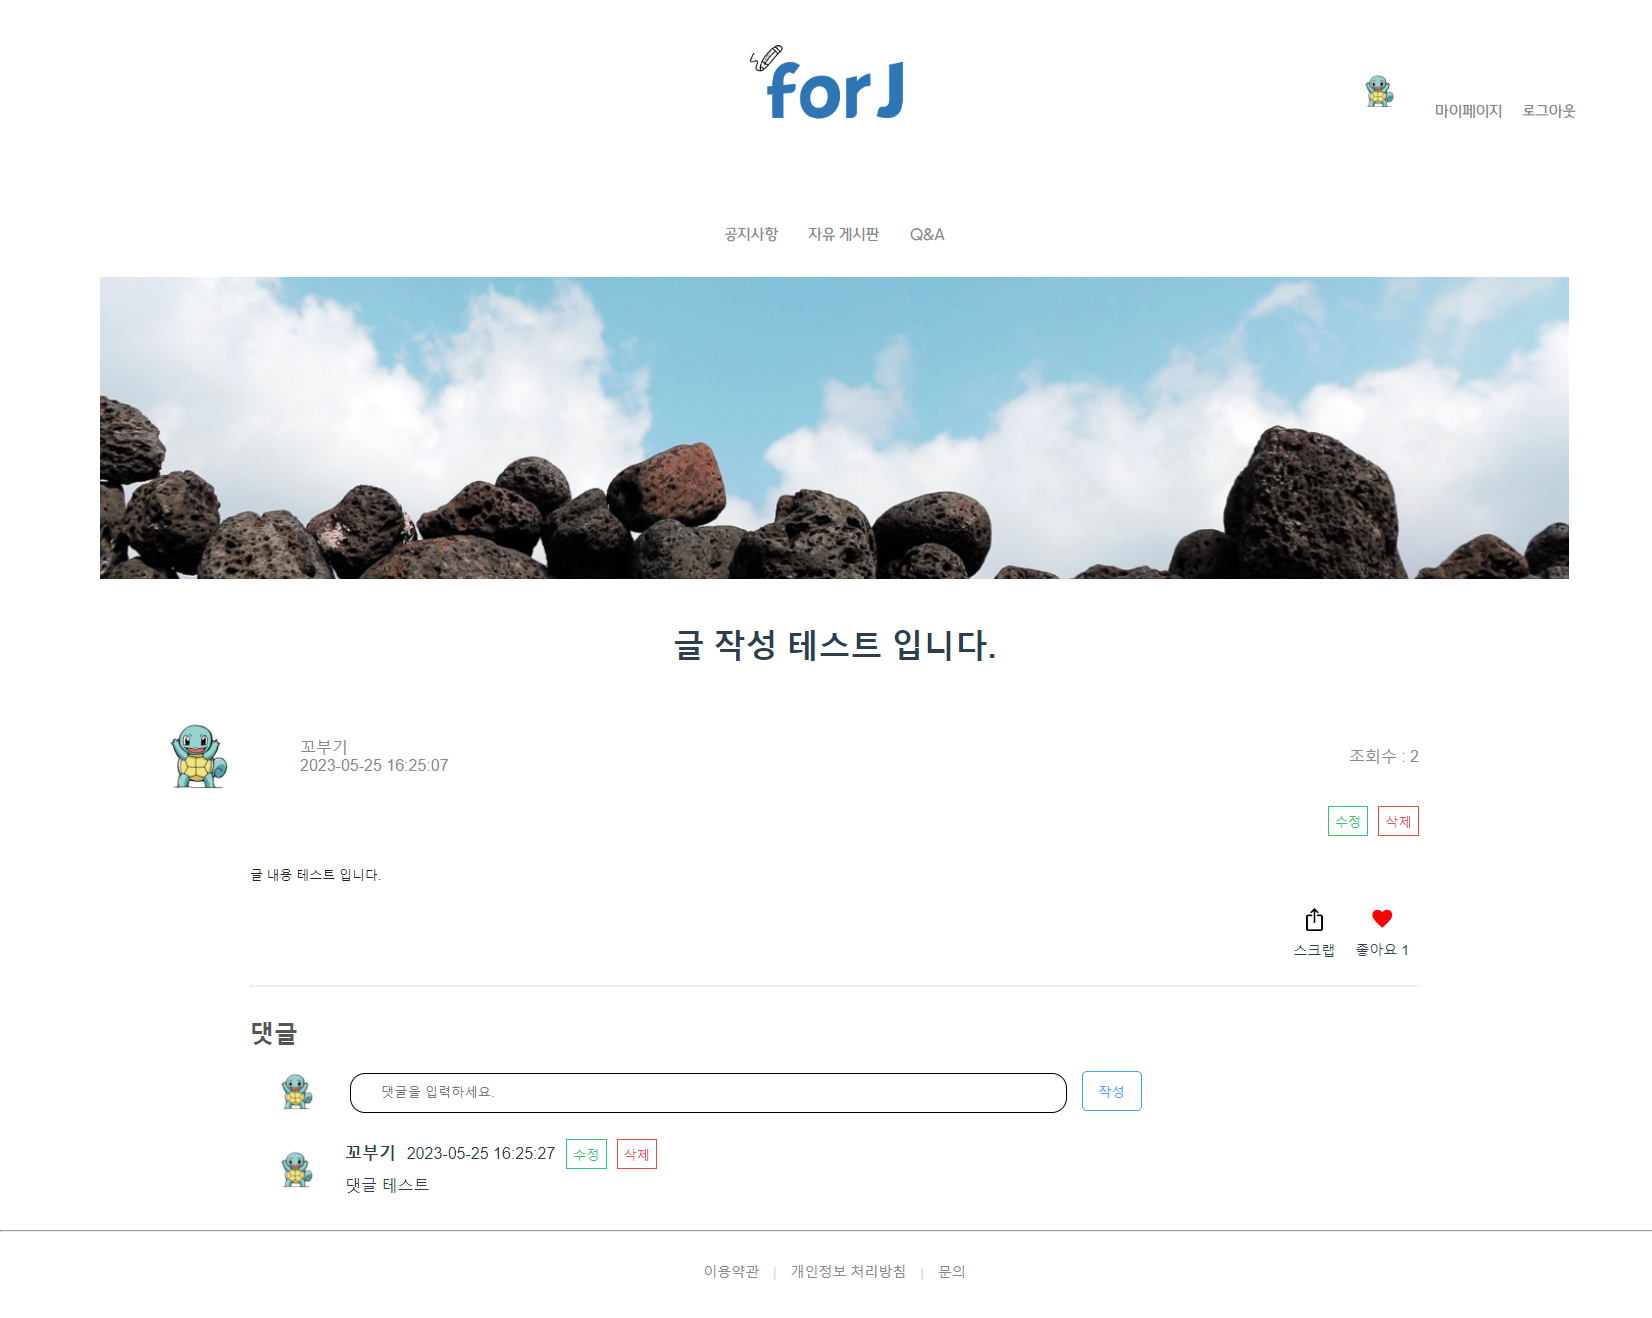 forJ
마이페이지 로그아웃
공지사항 자유 게시판 Q&A
글 작성 테스트 입니다.
꼬부기
2023-05-25 16:25:07
조회수 : 2
수정 삭제
글 내용 테스트 입니다.
스크랩 좋아요 1
댓글
댓글을 입력하세요. 작성
꼬부기 2023-05-25 16:25:27 수정 삭제
댓글 테스트
이용약관 | 개인정보 처리방침 | 문의